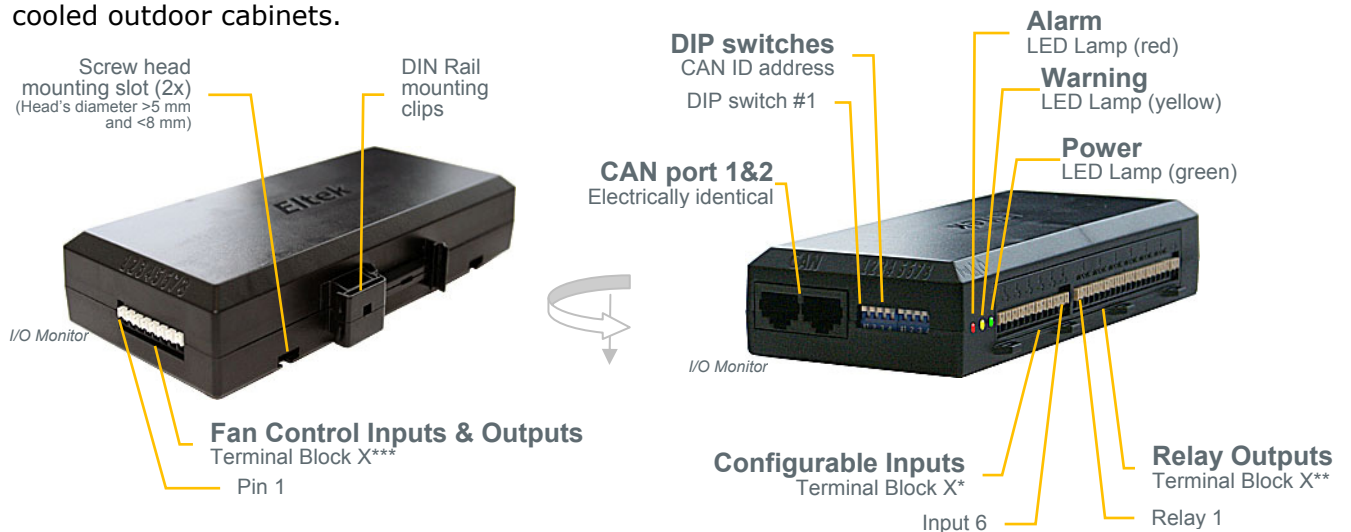 cooled outdoor cabinets.
Screw head
mounting slot (2x)
(Head's diameter >5 mm
and <8 mm)
DIN Rail
mounting
clips
Eltek
12345678
I/O Monitor
Fan Control Inputs & Outputs
Terminal Block X***
Pin 1
DIP switches
CAN ID address
DIP switch #1
CAN port 1&2
Electrically identical
Alarm
LED Lamp (red)
Warning
LED Lamp (yellow)
Power
LED Lamp (green)
CAN
12345678
I/O Monitor
Configurable Inputs
Terminal Block X*
Input 6
Relay Outputs
Terminal Block X**
Relay 1